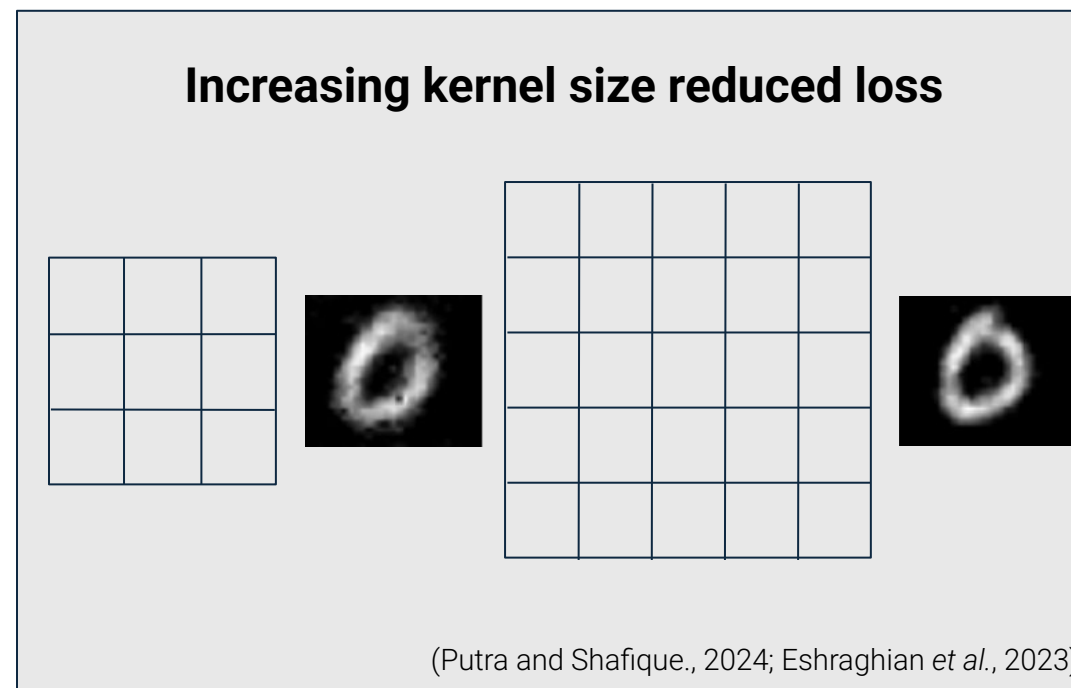 Increasing kernel size reduced loss
(Putra and Shafique., 2024; Eshraghian et al., 2023)